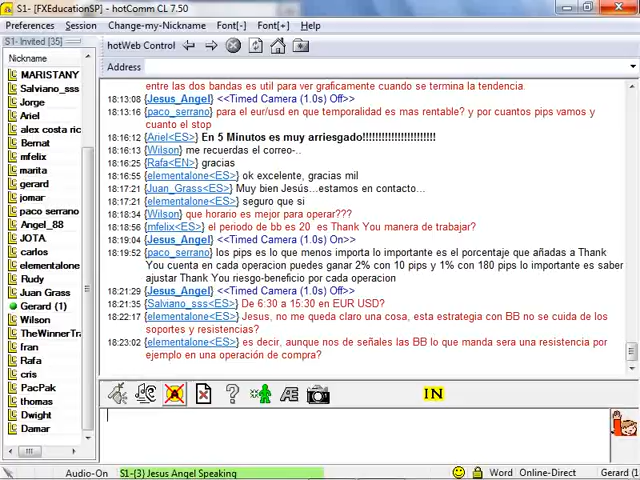 S1- [FXEducationSP] - hotComm CL 7.50
Preferences Session Change-my-Nickname Font[-] Font[+] Help
S1- Invited [35]
Nickname
MARISTANY
Salviano_sss
Jorge
Ariel
alex costa ric
Bernat
mfelix
marita
gerard
jomar
paco serrano
Angel_88
JOTA
carlos
elementalone
Rudy
Juan Grass
Gerard (1)
Wilson
TheWinnerTra
fran
Rafa
cris
PacPak
thomas
Dwight
Damar
hotWeb Control
Address
entre las dos bandas es util para ver graficamente cuando se termina la tendencia.
18:13:08 {Jesus_Angel} <<Timed Camera (1.0s) Off>>
18:13:16 {paco_serrano} para el eur/usd en que temporalidad es mas rentable? y por cuantos pips vamos y
cuanto el stop
18:16:12 {Ariel<ES>} En 5 Minutos es muy arriesgado!!!!!!!!!!!!!!!!!!!!!!!
18:16:13 {Wilson} me recuerdas el correo-..
18:16:25 {Rafa<EN>} gracias
18:16:55 {elementalone<ES>} ok excelente, gracias mil
18:17:21 {Juan_Grass<ES>} Muy bien Jesús...estamos en contacto...
18:17:21 {elementalone<ES>} seguro que si
18:18:34 {Wilson} que horario es mejor para operar???
18:18:56 {mfelix<ES>} el periodo de bb es 20 es Thank You manera de trabajar?
18:19:04 {Jesus_Angel} <<Timed Camera (1.0s) On>>
18:19:52 {paco_serrano} los pips es lo que menos importa lo importante es el porcentaje que añadas a Thank
You cuenta en cada operacion puedes ganar 2% con 10 pips y 1% con 180 pips lo importante es saber
ajustar Thank You riesgo-beneficio por cada operacion
18:21:29 {Jesus_Angel} <<Timed Camera (1.0s) Off>>
18:21:35 {Salviano_sss<ES>} De 6:30 a 15:30 en EUR USD?
18:22:17 {elementalone<ES>} Jesus, no me queda claro una cosa, esta estrategia con BB no se cuida de los
soportes y resistencias?
18:23:02 {elementalone<ES>} es decir, aunque nos de señales las BB lo que manda sera una resistencia por
ejemplo en una operación de compra?
IN
Audio-On S1-(3) Jesus Angel Speaking Word Online-Direct Gerard (1